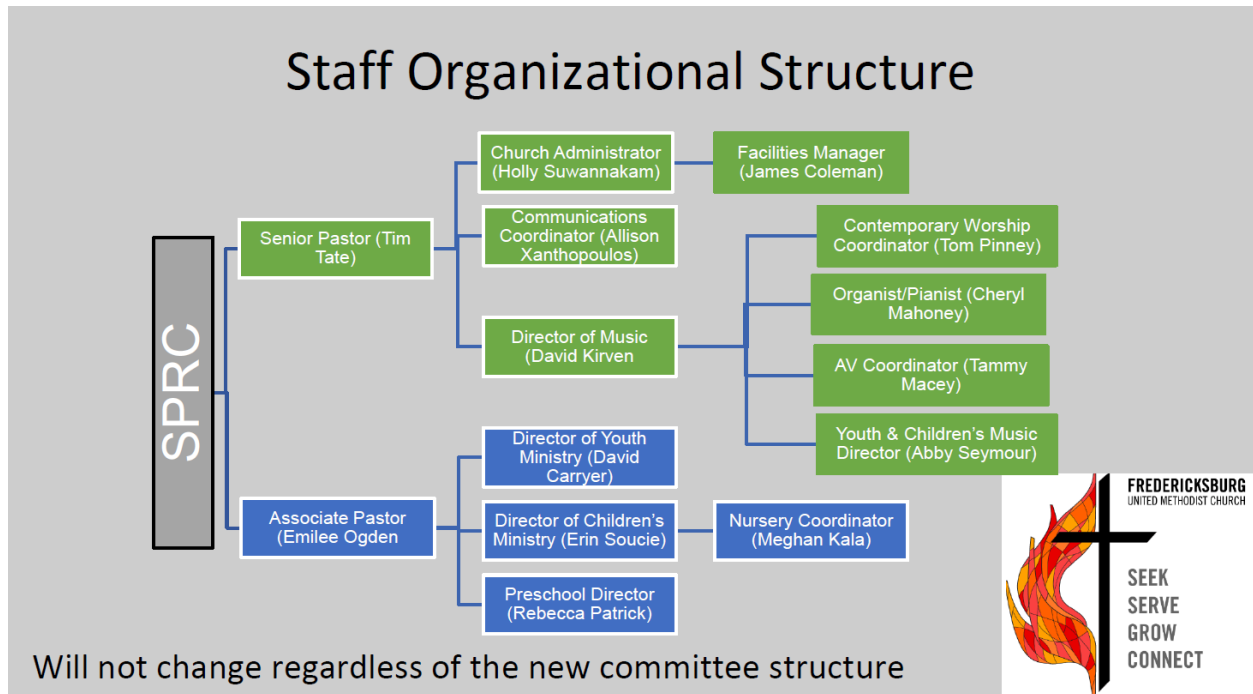 Staff Organizational Structure
Church Administrator
(Holly Suwannakam)
Facilities Manager
(James Coleman)
Communications
Coordinator (Allison
Xanthopoulos)
Contemporary Worship
Coordinator (Tom Pinney)
Senior Pastor (Tim
Tate)
Organist/Pianist (Cheryl
Mahoney)
Director of Music
(David Kirven
AV Coordinator (Tammy
Macey)
Youth & Children’s Music
Director (Abby Seymour)
SPRC
Director of Youth
Ministry (David
Carryer)
Associate Pastor
(Emilee Ogden
Director of Children’s
Ministry (Erin Soucie)
Nursery Coordinator
(Meghan Kala)
Preschool Director
(Rebecca Patrick)
FREDERICKSBURG
UNITED METHODIST CHURCH
SEEK
SERVE
GROW
CONNECT
Will not change regardless of the new committee structure